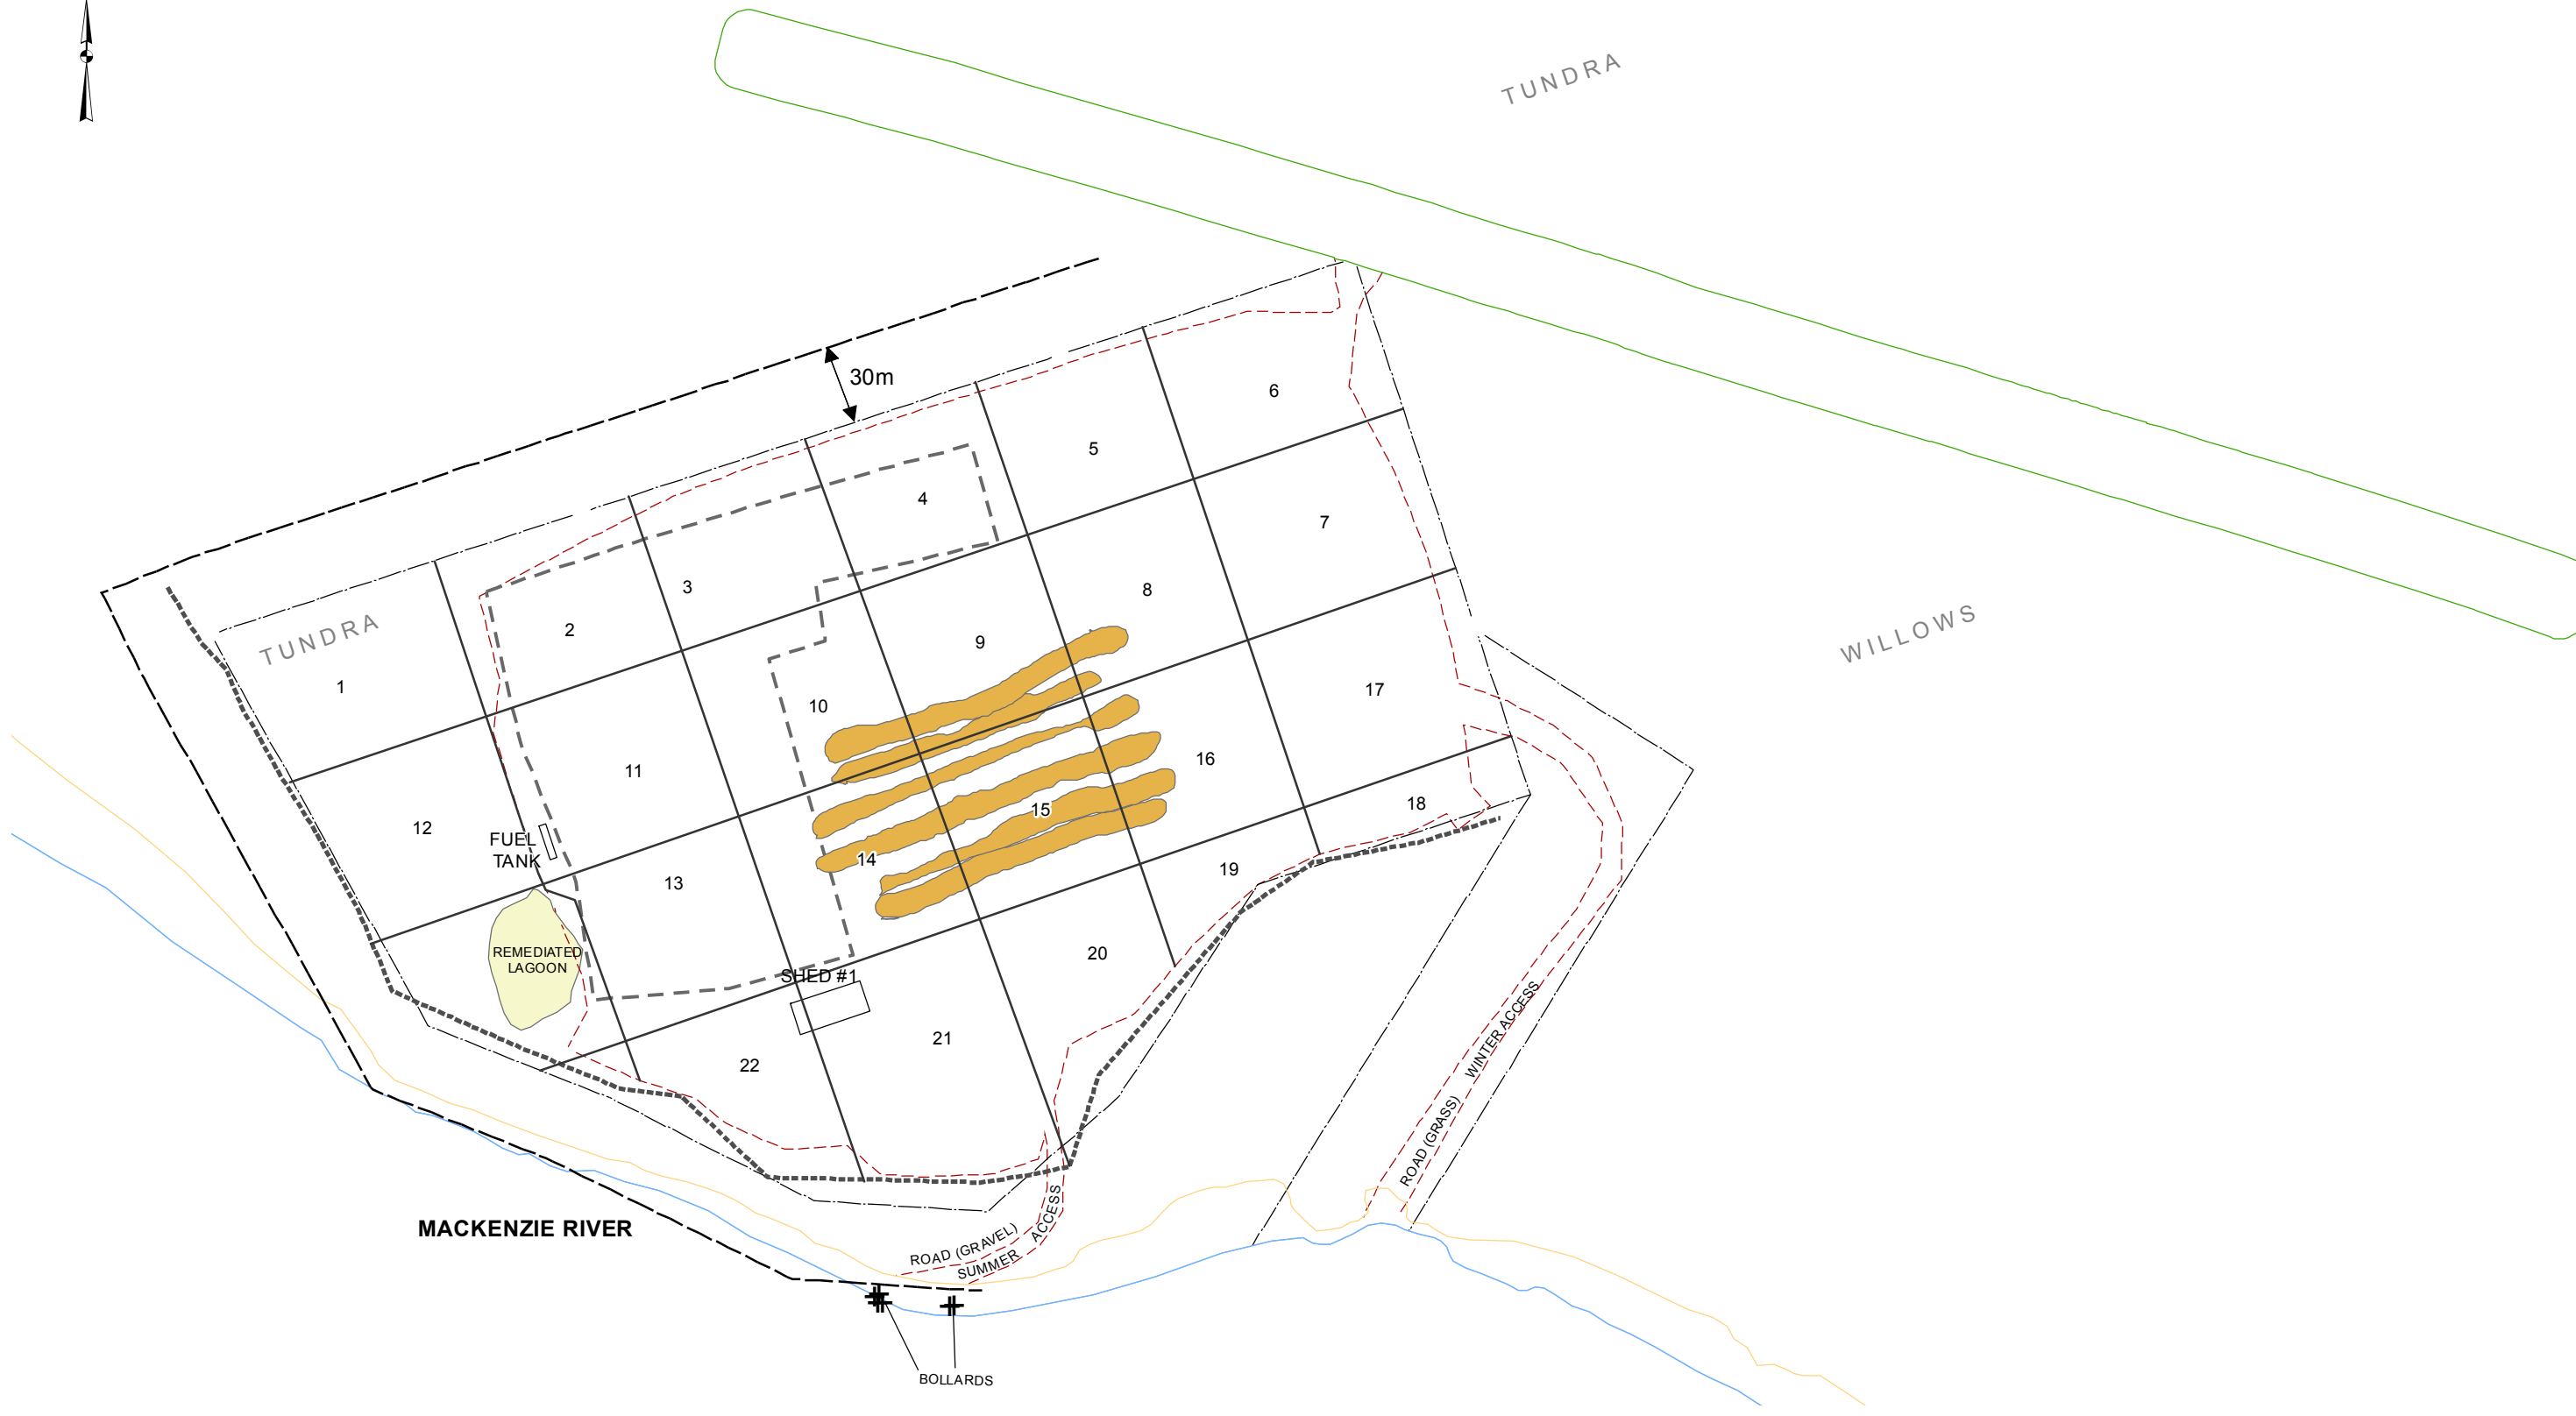 TUNDRA
30m
6
5
4
7
3
8
TUNDRA
2
9
WILLOWS
1
17
10
16
11
15
18
12
FUEL
TANK
14
19
13
REMEDIATED
LAGOON
20
SHED #1
21
22
WINTER ACCESS
ROAD (GRASS)
MACKENZIE RIVER
ROAD (GRAVEL)
SUMMER ACCESS
BOLLARDS